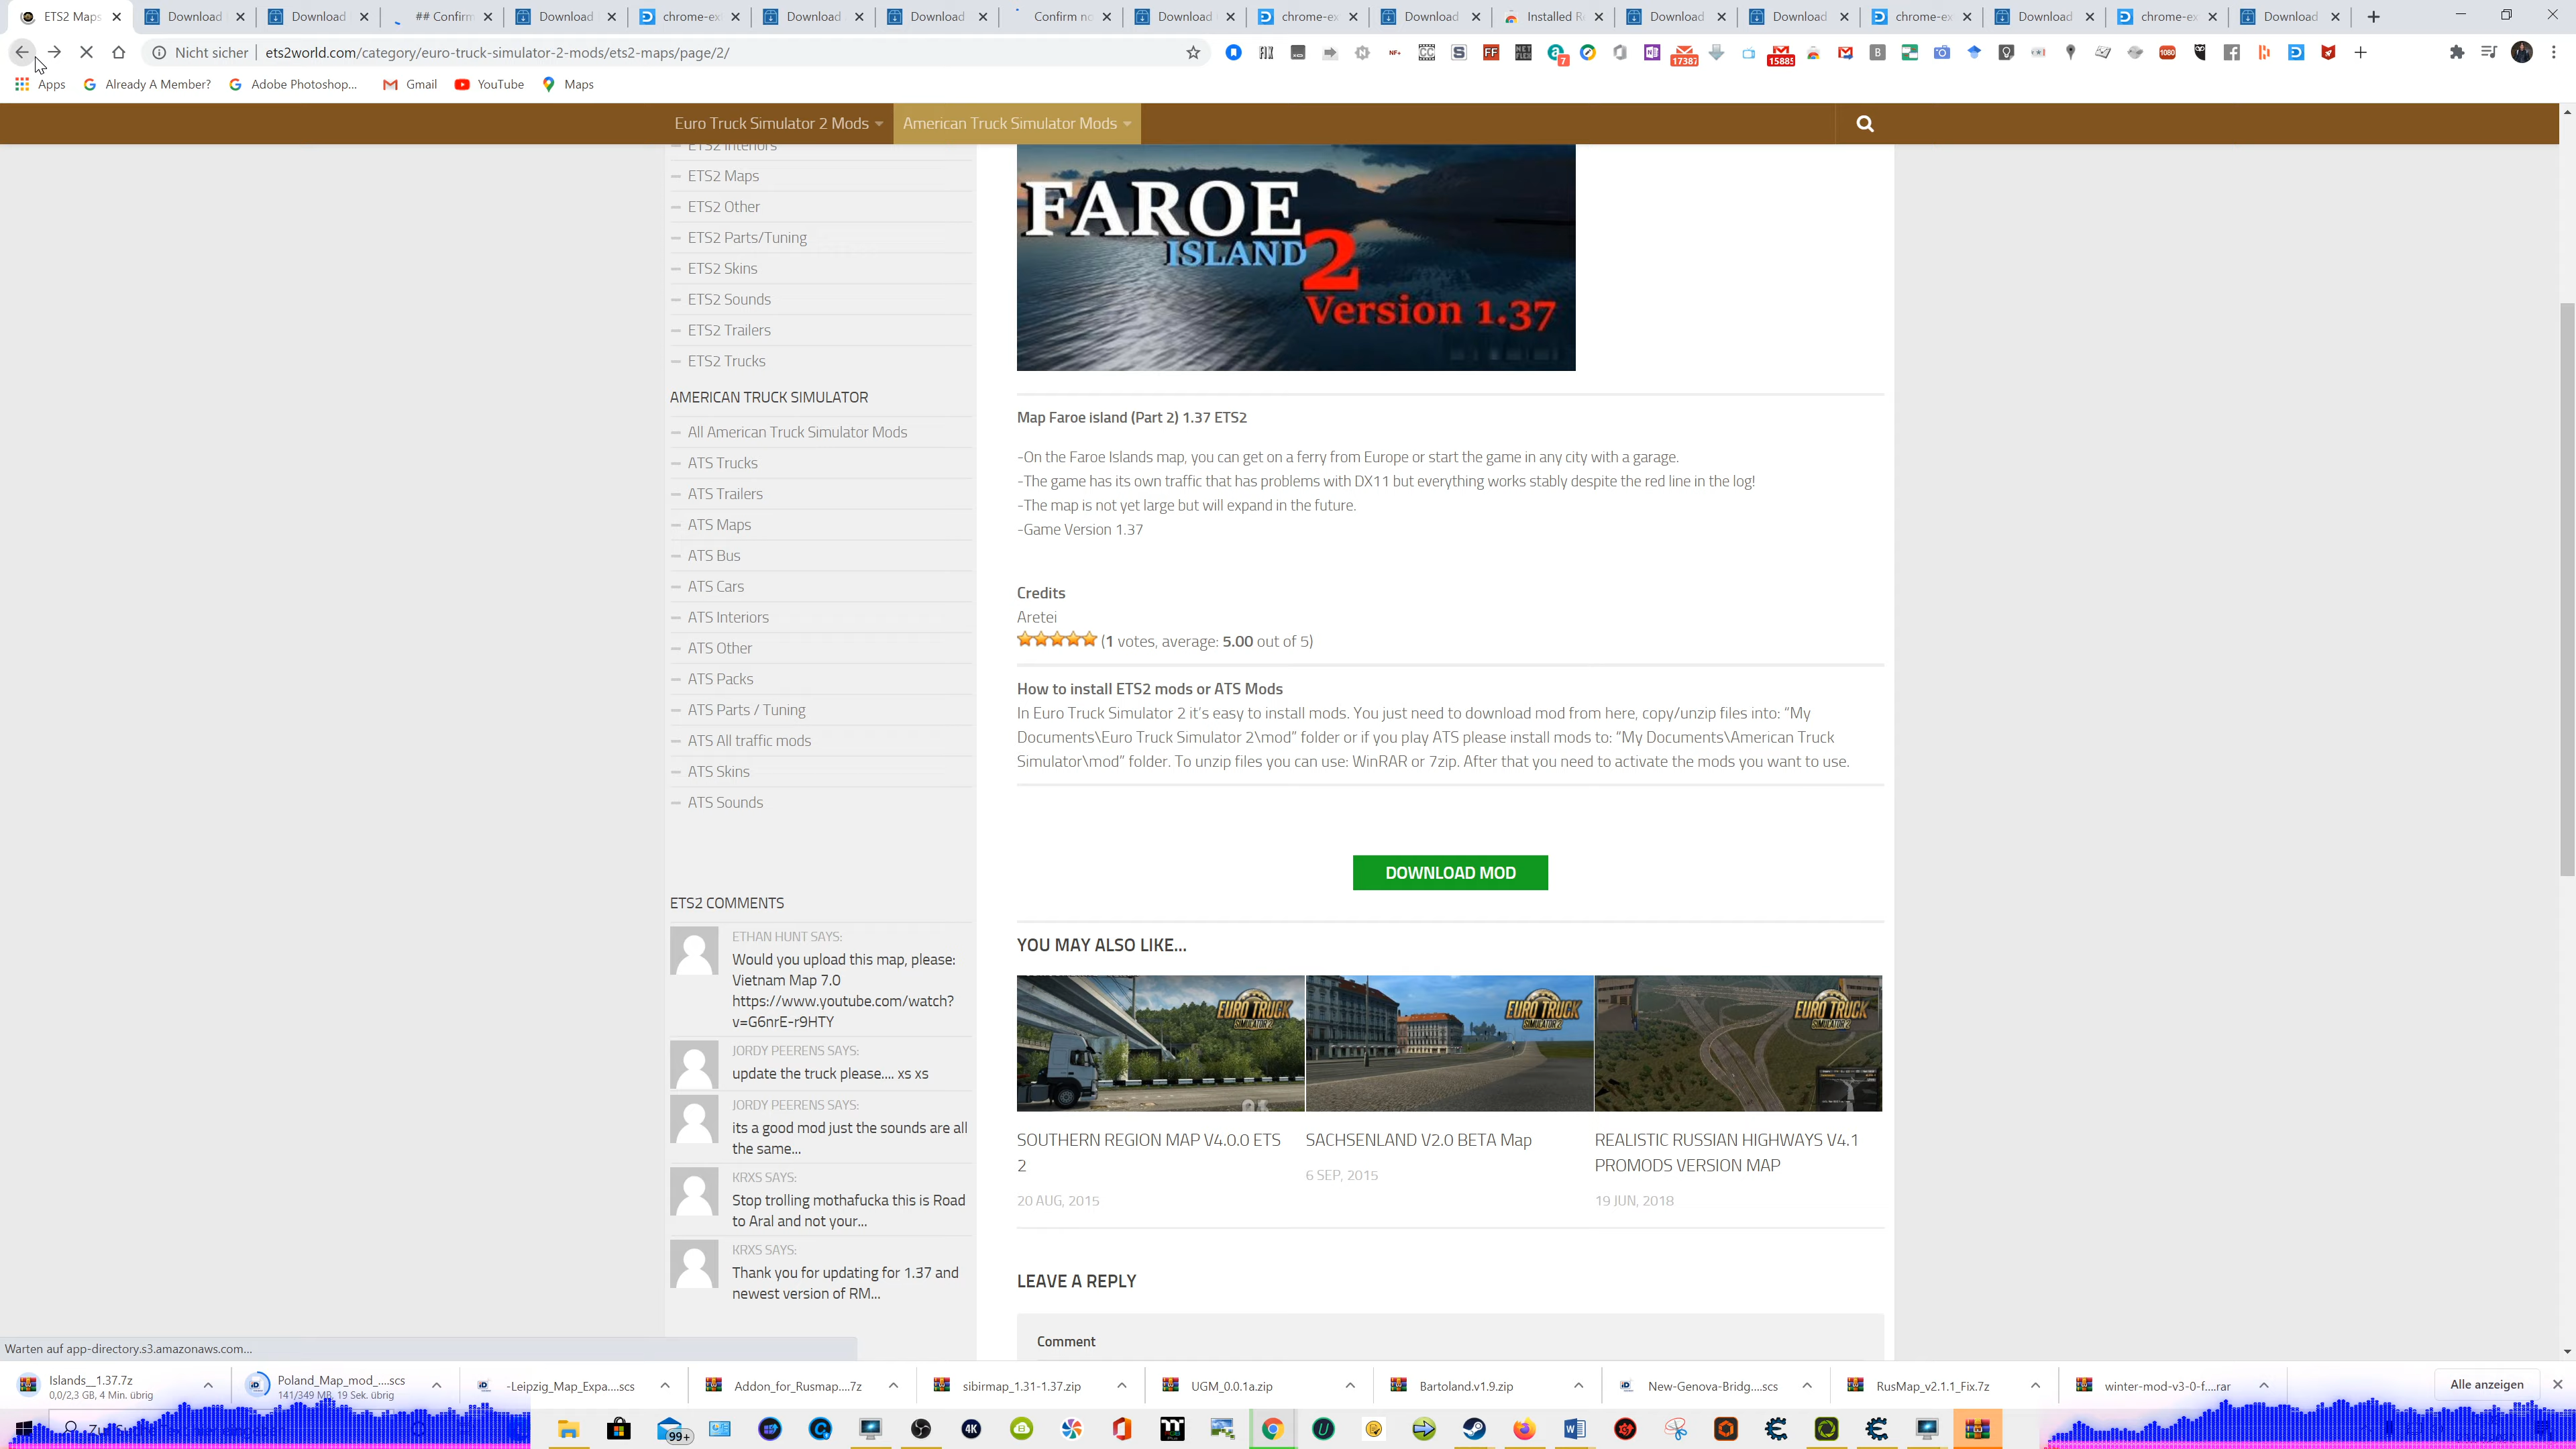 ETS2 Maps
Download
Download
## Confirm
Download
chrome-ex
Download
Download
Confirm no
Download
chrome-ex
Download
Installed R
Download
Download
chrome-ex
Download
chrome-ex
Download
Nicht sicher
ets2world.com/category/euro-truck-simulator-2-mods/ets2-maps/page/2/
Apps
Already A Member?
Adobe Photoshop...
Gmail
YouTube
Maps
Euro Truck Simulator 2 Mods
American Truck Simulator Mods
ETS2 Interiors
ETS2 Maps
ETS2 Other
ETS2 Parts/Tuning
ETS2 Skins
ETS2 Sounds
ETS2 Trailers
ETS2 Trucks
AMERICAN TRUCK SIMULATOR
All American Truck Simulator Mods
ATS Trucks
ATS Trailers
ATS Maps
ATS Bus
ATS Cars
ATS Interiors
ATS Other
ATS Packs
ATS Parts / Tuning
ATS All traffic mods
ATS Skins
ATS Sounds
ETS2 COMMENTS
ETHAN HUNT SAYS:
Would you upload this map, please:
Vietnam Map 7.0
https://www.youtube.com/watch?
v=G6nrE-r9HTY
JORDY PEERENS SAYS:
update the truck please.... xs xs
JORDY PEERENS SAYS:
its a good mod just the sounds are all
the same...
KRXS SAYS:
Stop trolling mothafucka this is Road
to Aral and not your...
KRXS SAYS:
Thank you for updating for 1.37 and
newest version of RM...
FAROE
ISLAND 2
Version 1.37
Map Faroe island (Part 2) 1.37 ETS2
-On the Faroe Islands map, you can get on a ferry from Europe or start the game in any city with a garage.
-The game has its own traffic that has problems with DX11 but everything works stably despite the red line in the log!
-The map is not yet large but will expand in the future.
-Game Version 1.37
Credits
Aretei
(1 votes, average: 5.00 out of 5)
How to install ETS2 mods or ATS Mods
In Euro Truck Simulator 2 it's easy to install mods. You just need to download mod from here, copy/unzip files into: “My
Documents\Euro Truck Simulator 2\mod” folder or if you play ATS please install mods to: “My Documents\American Truck
Simulator\mod” folder. To unzip files you can use: WinRAR or 7zip. After that you need to activate the mods you want to use.
DOWNLOAD MOD
YOU MAY ALSO LIKE...
EURO TRUCK
SIMULATOR 2
EURO TRUCK
SIMULATOR 2
EURO TRUCK
SIMULATOR 2
SOUTHERN REGION MAP V4.0.0 ETS
2
20 AUG, 2015
SACHSENLAND V2.0 BETA Map
6 SEP, 2015
REALISTIC RUSSIAN HIGHWAYS V4.1
PROMODS VERSION MAP
19 JUN, 2018
LEAVE A REPLY
Comment
Warten auf app-directory.s3.amazonaws.com...
Islands__1.37.7z
0,0/2,3 GB, 4 Min. übrig
Poland_Map_mod_....scs
141/349 MB, 19 Sek. übrig
-Leipzig_Map_Expa....scs
Addon_for_Rusmap....7z
sibirmap_1.31-1.37.zip
UGM_0.0.1a.zip
Bartoland.v1.9.zip
New-Genova-Bridg....scs
RusMap_v2.1.1_Fix.7z
winter-mod-v3-0-f....rar
Alle anzeigen
99+